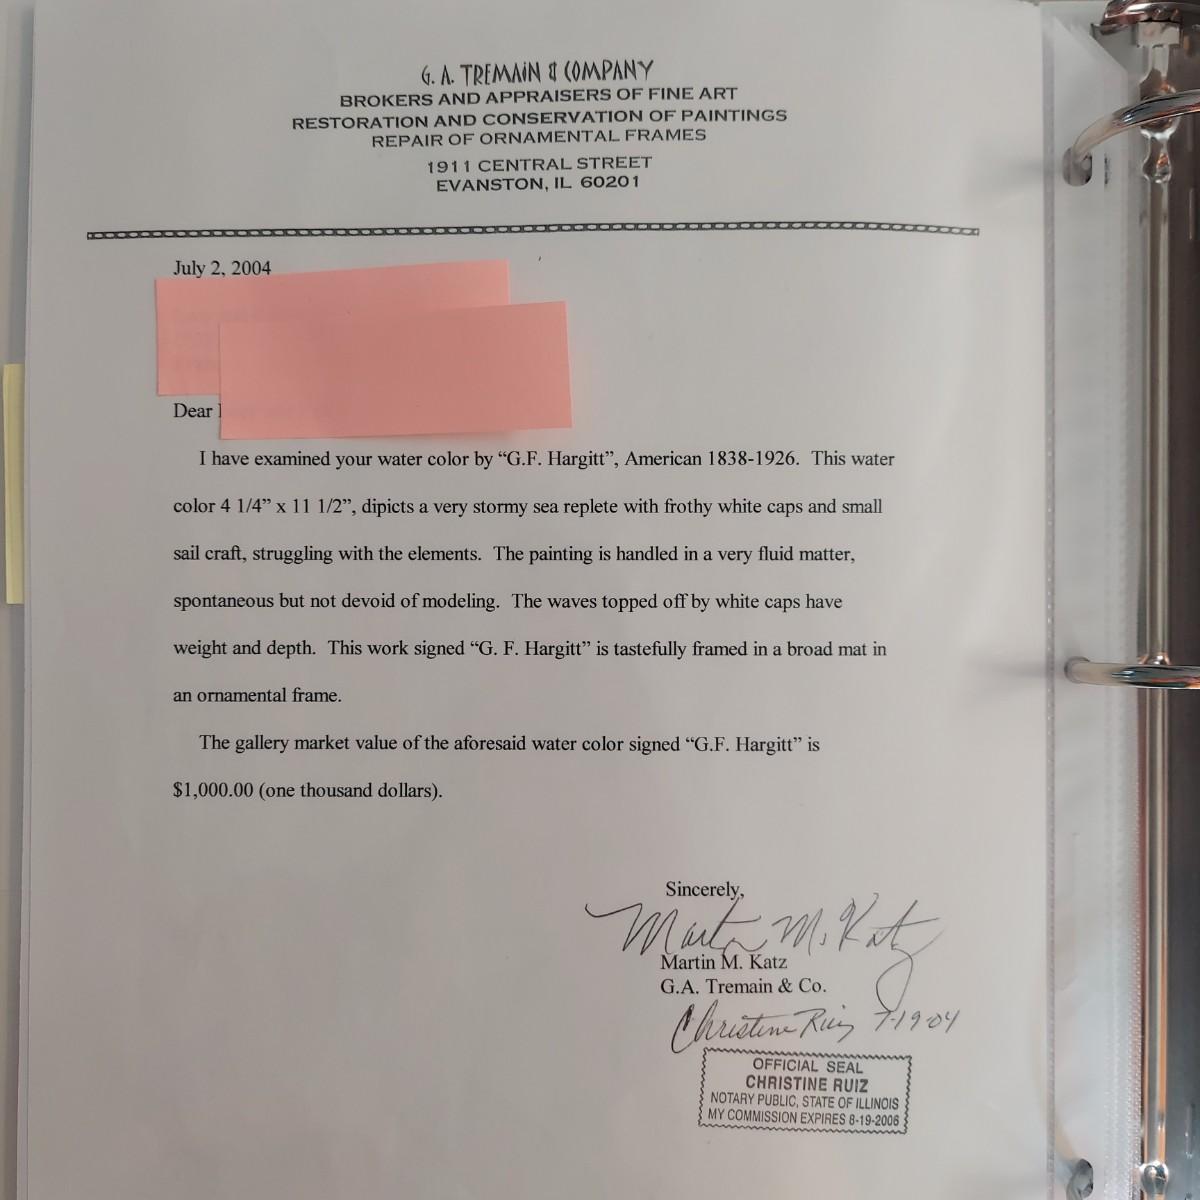 G. A. TREMAIN & COMPANY
BROKERS AND APPRAISERS OF FINE ART
RESTORATION AND CONSERVATION OF PAINTINGS
REPAIR OF ORNAMENTAL FRAMES
1911 CENTRAL STREET
EVANSTON, IL 60201
July 2, 2004
Dear
I have examined your water color by “G.F. Hargitt”, American 1838-1926. This water
color 4 1/4” x 11 1/2”, dipicts a very stormy sea replete with frothy white caps and small
sail craft, struggling with the elements. The painting is handled in a very fluid matter,
spontaneous but not devoid of modeling. The waves topped off by white caps have
weight and depth. This work signed “G. F. Hargitt” is tastefully framed in a broad mat in
an ornamental frame.
The gallery market value of the aforesaid water color signed “G.F. Hargitt” is
$1,000.00 (one thousand dollars).
Sincerely,
Martin M. Katz
Martin M. Katz
G.A. Tremain & Co.
Christine Ruiz 7-19-04
OFFICIAL SEAL
CHRISTINE RUIZ
NOTARY PUBLIC, STATE OF ILLINOIS
MY COMMISSION EXPIRES 8-19-2006